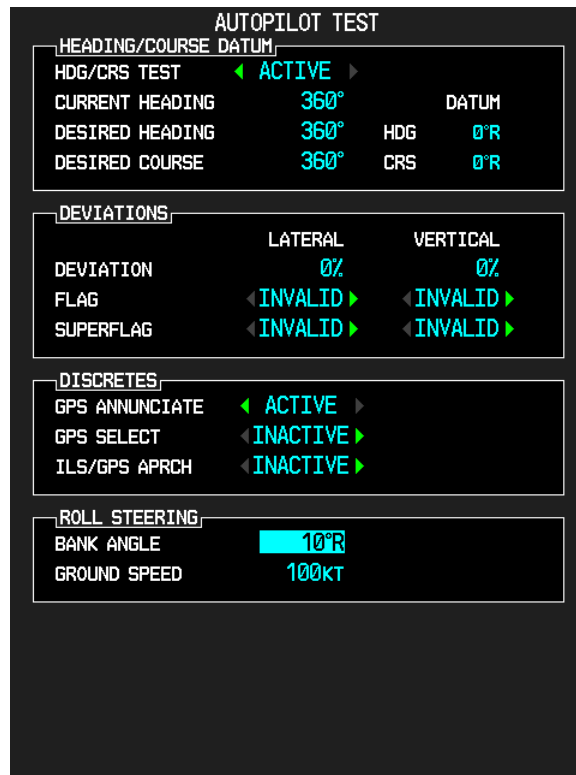 AUTOPILOT TEST
HEADING/COURSE DATUM
HDG/CRS TEST ACTIVE
CURRENT HEADING 360° DATUM
DESIRED HEADING 360° HDG 0°R
DESIRED COURSE 360° CRS 0°R
DEVIATIONS
LATERAL VERTICAL
DEVIATION 0% 0%
FLAG INVALID INVALID
SUPERFLAG INVALID INVALID
DISCRETES
GPS ANNUNCIATE ACTIVE
GPS SELECT INACTIVE
ILS/GPS APRCH INACTIVE
ROLL STEERING
BANK ANGLE 10°R
GROUND SPEED 100KT